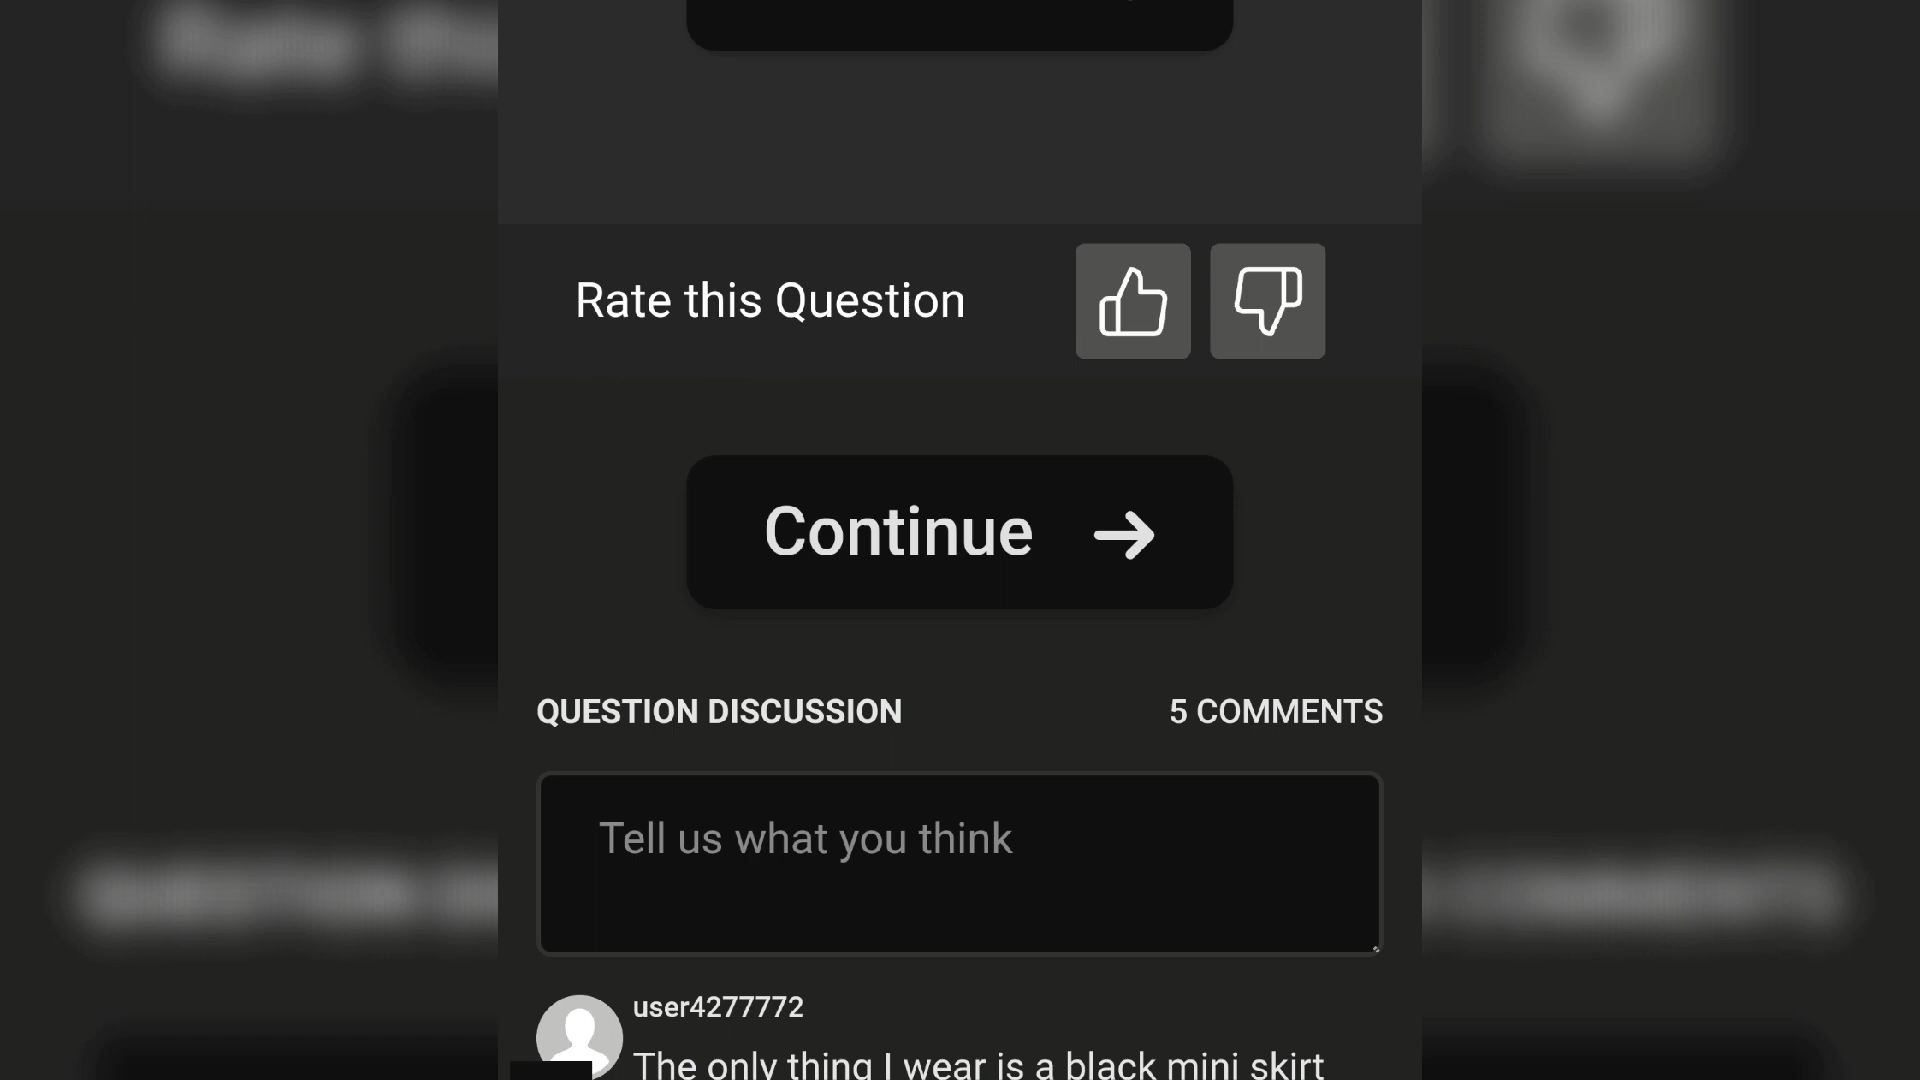 Rate this Question
Continue
QUESTION DISCUSSION
5 COMMENTS
Tell us what you think
user4277772
The only thing I wear is a black mini skirt